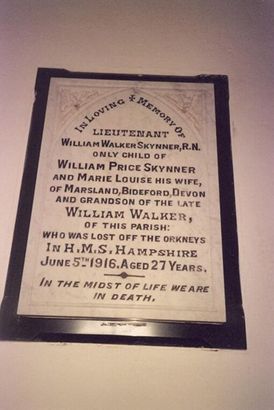 In Loving Memory Of
Lieutenant
William Walker Skynner, R.N.
only child of
William Price Skynner
and Marie Louise his wife,
of Marsland, Bideford, Devon
and grandson of the late
William Walker,
of this parish:
who was lost off the Orkneys
In H.M.S. Hampshire
June 5th 1916. Aged 27 Years.
In the midst of life we are
in death.